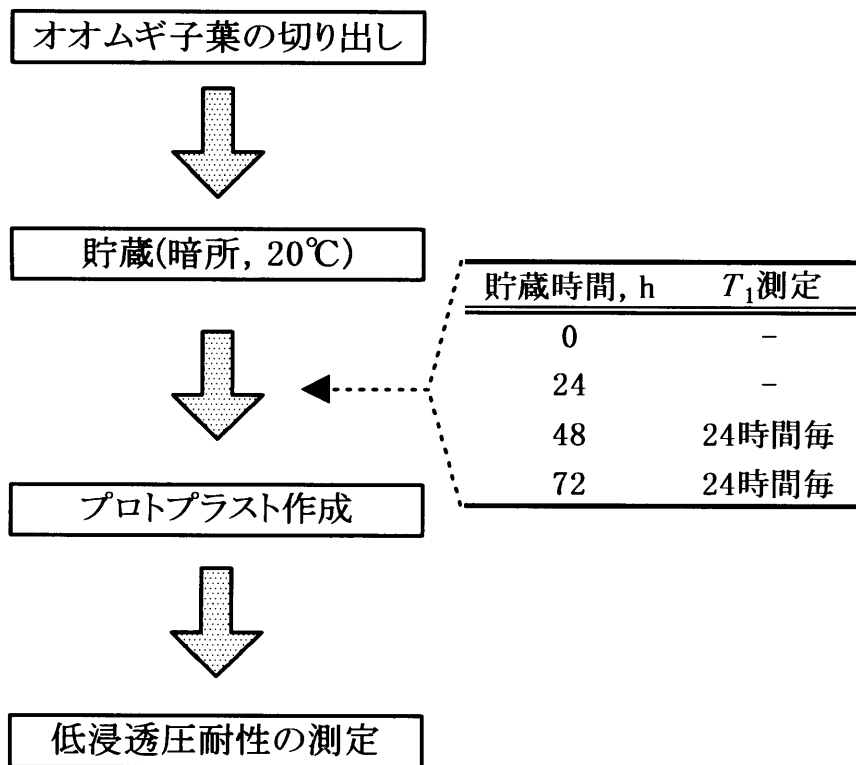 オオムギ子葉の切り出し
貯蔵(暗所, 20℃)
貯蔵時間, h T₁測定
0 −
24 −
48 24時間毎
72 24時間毎
プロトプラスト作成
低浸透圧耐性の測定